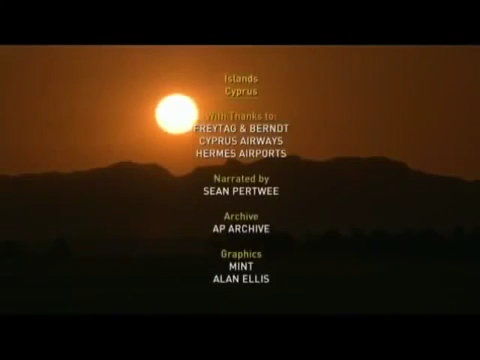 Islands
Cyprus
With Thanks to:
FREYTAG & BERNDT
CYPRUS AIRWAYS
HERMES AIRPORTS
Narrated by
SEAN PERTWEE
Archive
AP ARCHIVE
Graphics
MINT
ALAN ELLIS